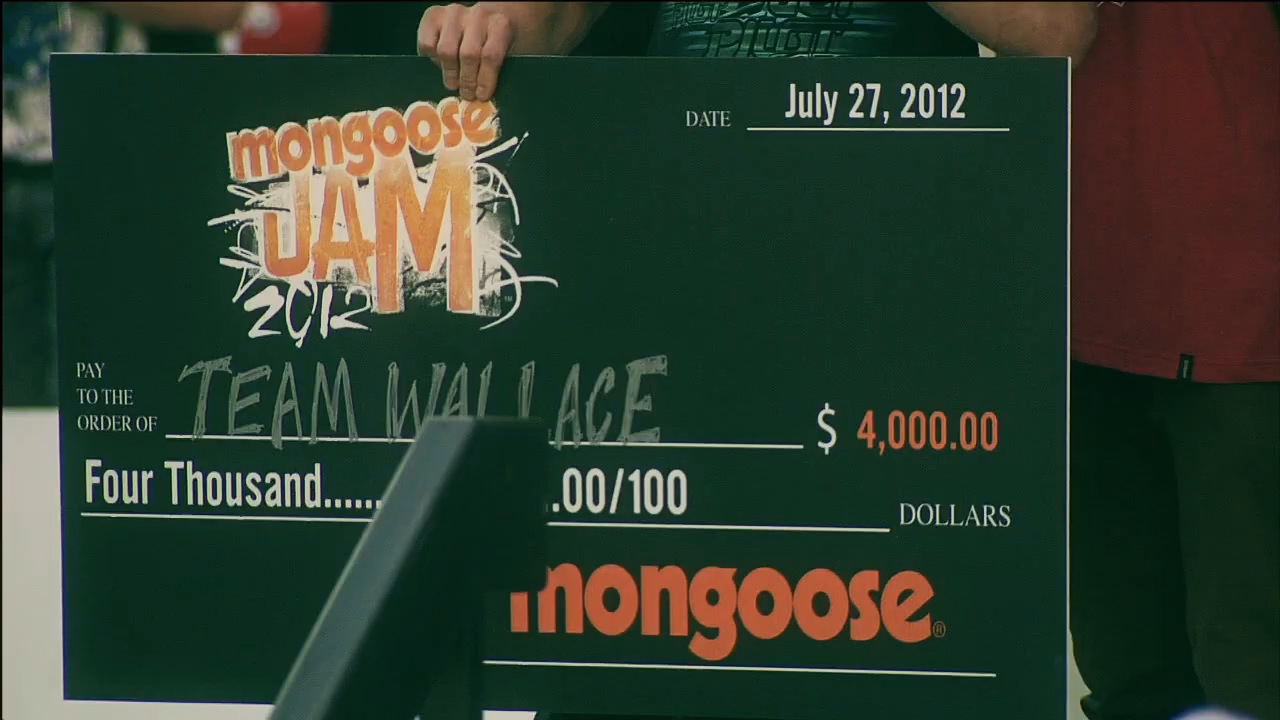 mongoose
JAM
2012
DATE July 27, 2012
PAY
TO THE
ORDER OF
TEAM WALLACE
$ 4,000.00
Four Thousand...... .00/100
DOLLARS
mongoose®